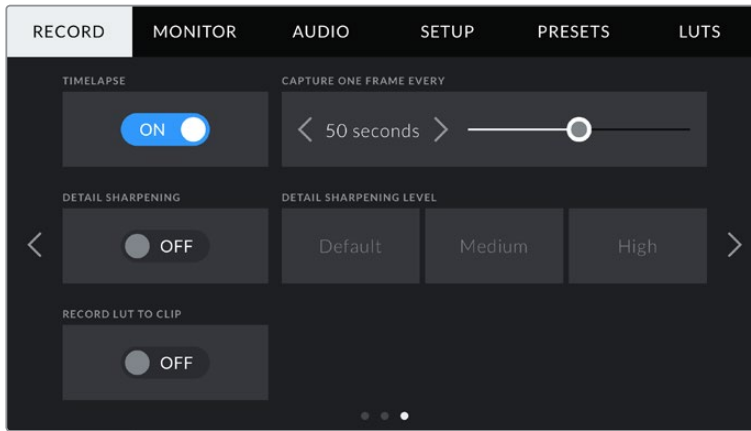 RECORD MONITOR AUDIO SETUP PRESETS LUTS
TIMELAPSE CAPTURE ONE FRAME EVERY
ON 50 seconds
DETAIL SHARPENING DETAIL SHARPENING LEVEL
OFF Default Medium High
RECORD LUT TO CLIP
OFF